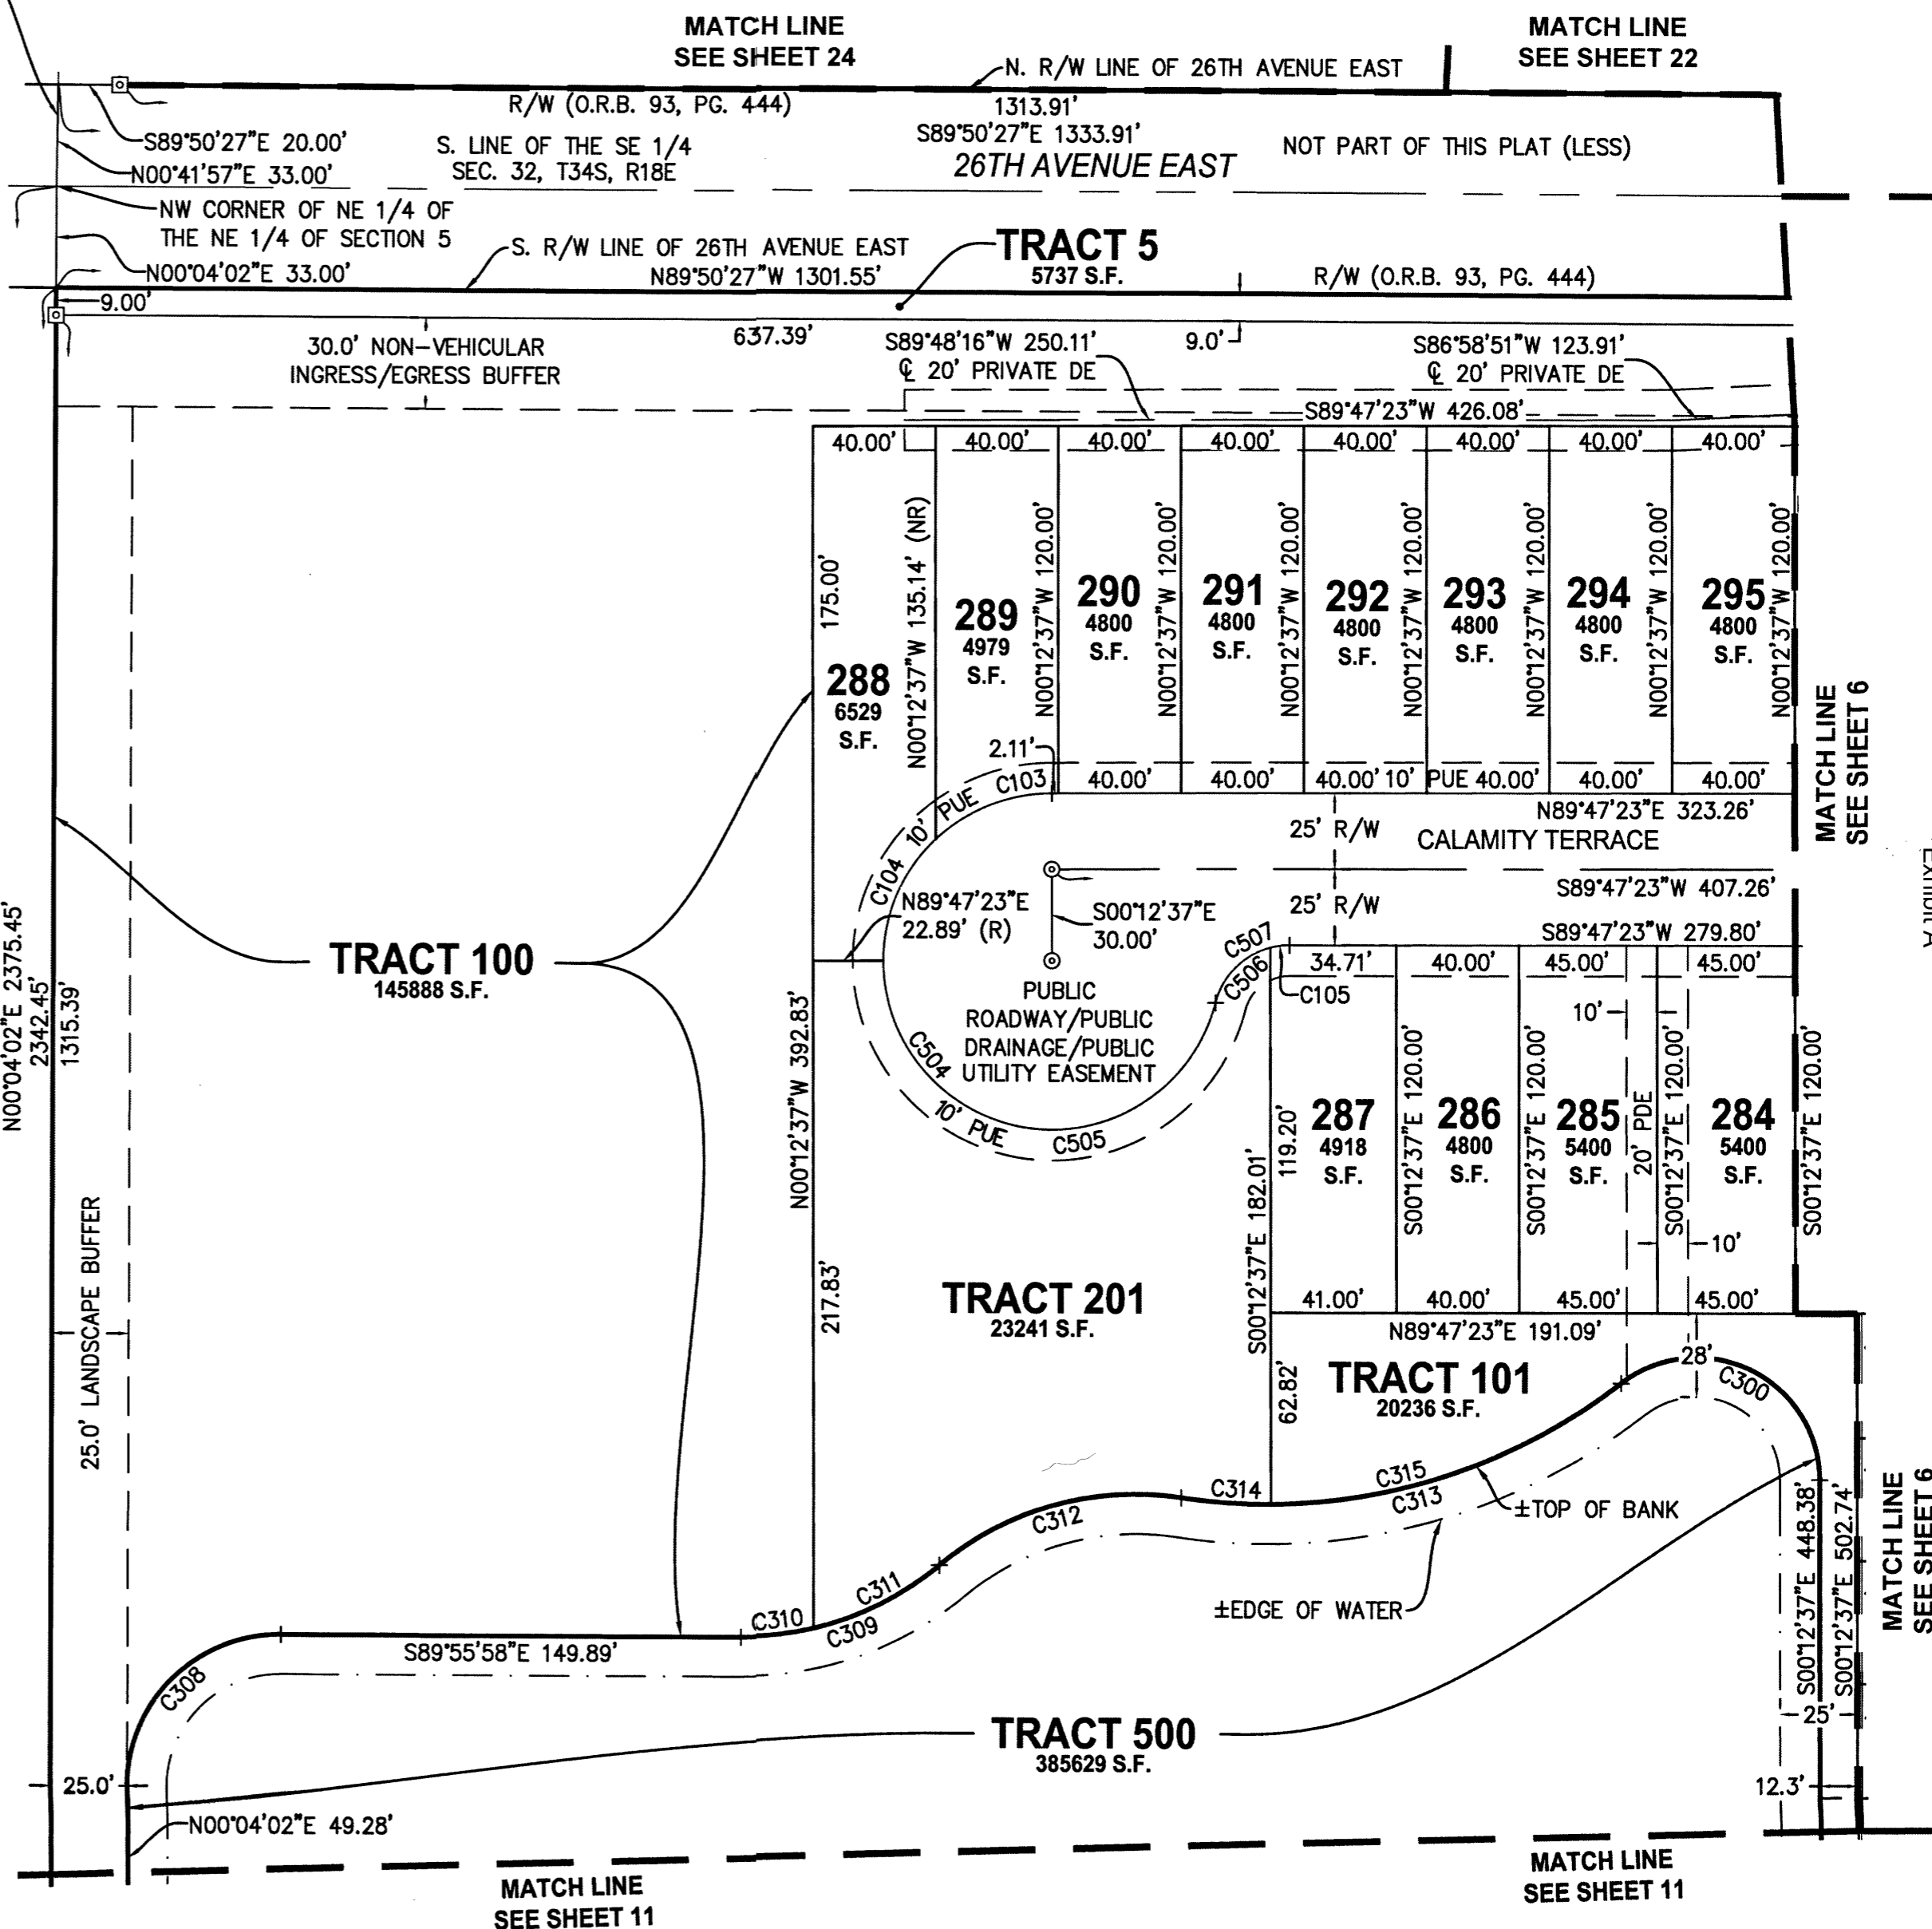 MATCH LINE
SEE SHEET 24
MATCH LINE
SEE SHEET 22
N. R/W LINE OF 26TH AVENUE EAST
R/W (O.R.B. 93, PG. 444)
1313.91'
S89°50'27"E 1333.91'
26TH AVENUE EAST
NOT PART OF THIS PLAT (LESS)
S89°50'27"E 20.00'
S. LINE OF THE SE 1/4
SEC. 32, T34S, R18E
N00°41'57"E 33.00'
NW CORNER OF NE 1/4 OF
THE NE 1/4 OF SECTION 5
N00°04'02"E 33.00'
S. R/W LINE OF 26TH AVENUE EAST
N89°50'27"W 1301.55'
TRACT 5
5737 S.F.
R/W (O.R.B. 93, PG. 444)
9.00'
30.0' NON-VEHICULAR
INGRESS/EGRESS BUFFER
637.39'
S89°48'16"W 250.11'
℄ 20' PRIVATE DE
9.0'
S86°58'51"W 123.91'
℄ 20' PRIVATE DE
S89°47'23"W 426.08'
40.00'
40.00'
40.00'
40.00'
40.00'
40.00'
40.00'
40.00'
175.00'
288
6529
S.F.
N00°12'37"W 135.14' (NR)
289
4979
S.F.
N00°12'37"W 120.00'
290
4800
S.F.
N00°12'37"W 120.00'
291
4800
S.F.
N00°12'37"W 120.00'
292
4800
S.F.
N00°12'37"W 120.00'
293
4800
S.F.
N00°12'37"W 120.00'
294
4800
S.F.
N00°12'37"W 120.00'
295
4800
S.F.
N00°12'37"W 120.00'
MATCH LINE
SEE SHEET 6
2.11'
C103
40.00'
40.00'
40.00'
10' PUE
40.00'
40.00'
40.00'
10' PUE
C104
N89°47'23"E 323.26'
25' R/W
CALAMITY TERRACE
S89°47'23"W 407.26'
25' R/W
N89°47'23"E
22.89' (R)
S00°12'37"E
30.00'
C507
C506
C105
S89°47'23"W 279.80'
34.71'
40.00'
45.00'
45.00'
EXHIBIT A
TRACT 100
145888 S.F.
PUBLIC
ROADWAY/PUBLIC
DRAINAGE/PUBLIC
UTILITY EASEMENT
C504
10' PUE
C505
N00°04'02"E 2375.45'
2342.45'
1315.39'
N00°12'37"W 392.83'
217.83'
S00°12'37"E 182.01'
119.20'
287
4918
S.F.
S00°12'37"E 120.00'
286
4800
S.F.
S00°12'37"E 120.00'
285
5400
S.F.
10'
20' PDE
S00°12'37"E 120.00'
10'
284
5400
S.F.
S00°12'37"E 120.00'
25.0' LANDSCAPE BUFFER
TRACT 201
23241 S.F.
41.00'
40.00'
45.00'
45.00'
N89°47'23"E 191.09'
62.82'
TRACT 101
20236 S.F.
28'
C300
C315
C313
C314
C312
±TOP OF BANK
C311
C310
C309
±EDGE OF WATER
S00°12'37"E 448.38'
S00°12'37"E 502.74'
MATCH LINE
SEE SHEET 6
S89°55'58"E 149.89'
C308
TRACT 500
385629 S.F.
25'
25.0'
12.3'
N00°04'02"E 49.28'
MATCH LINE
SEE SHEET 11
MATCH LINE
SEE SHEET 11